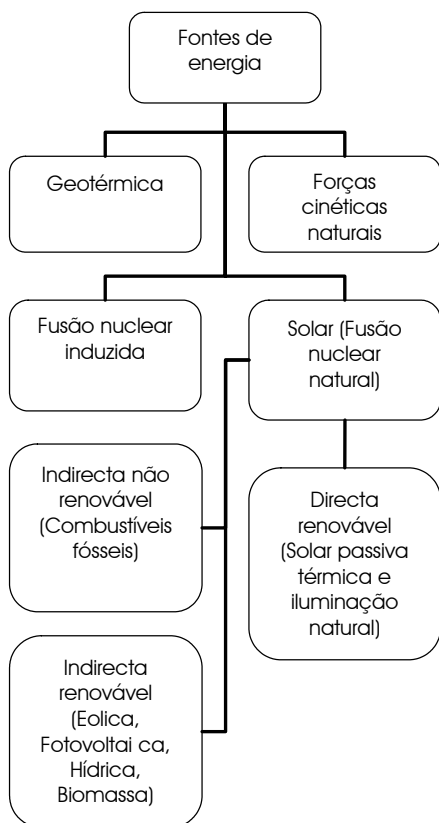 Fontes de
energia
Geotérmica
Forças
cinéticas
naturais
Fusão nuclear
induzida
Solar (Fusão
nuclear
natural)
Indirecta não
renovável
(Combustíveis
fósseis)
Directa
renovável
(Solar passiva
térmica e
iluminação
natural)
Indirecta
renovável
(Eolica,
Fotovoltai ca,
Hídrica,
Biomassa)